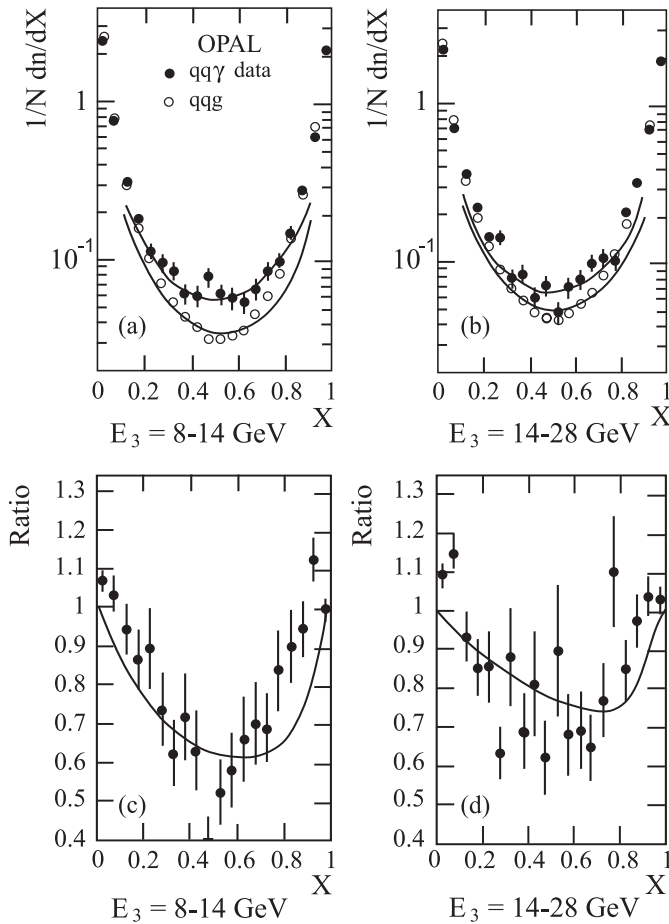 1/N dn/dX
OPAL
qqγ data
qqg
1
10⁻¹
(a)
0 0.2 0.4 0.6 0.8 1
X
E₃ = 8-14 GeV
1/N dn/dX
1
10⁻¹
(b)
0 0.2 0.4 0.6 0.8 1
X
E₃ = 14-28 GeV
Ratio
1.3
1.2
1.1
1
0.9
0.8
0.7
0.6
0.5
0.4
(c)
0 0.2 0.4 0.6 0.8 1
X
E₃ = 8-14 GeV
Ratio
1.3
1.2
1.1
1
0.9
0.8
0.7
0.6
0.5
0.4
(d)
0 0.2 0.4 0.6 0.8 1
X
E₃ = 14-28 GeV